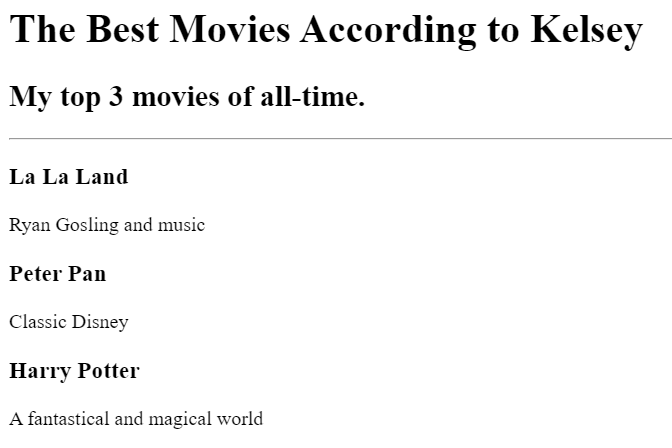 The Best Movies According to Kelsey
My top 3 movies of all-time.
La La Land
Ryan Gosling and music
Peter Pan
Classic Disney
Harry Potter
A fantastical and magical world